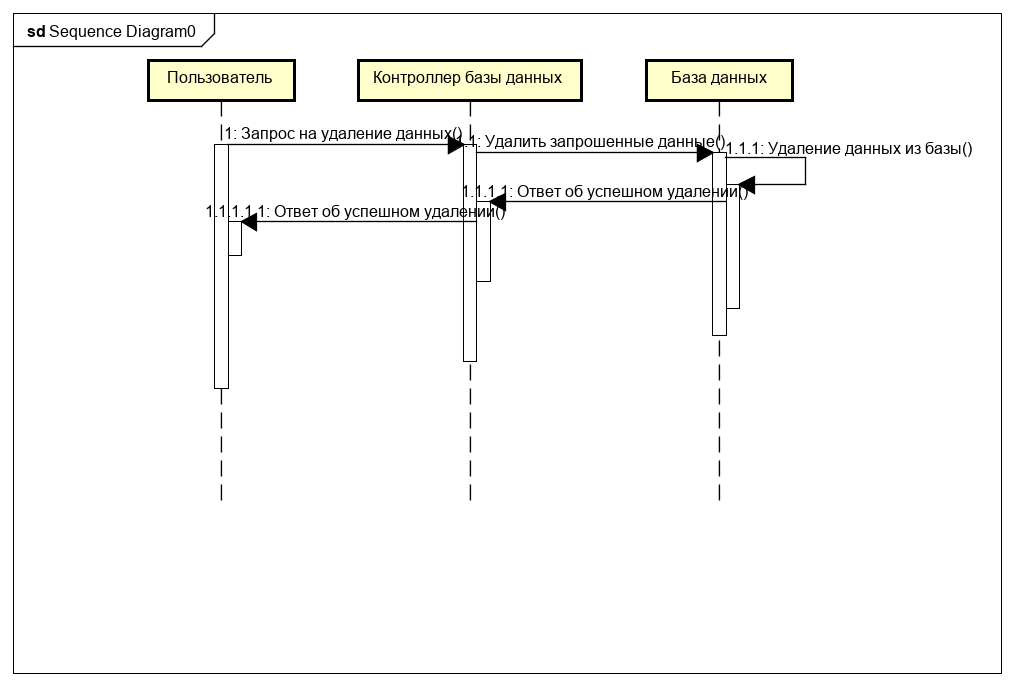 sd Sequence Diagram0
Пользователь
Контроллер базы данных
База данных
1: Запрос на удаление данных()
1.1: Удалить запрошенные данные()
1.1.1: Удаление данных из базы()
1.1.1.1: Ответ об успешном удалении()
1.1.1.1.1: Ответ об успешном удалении()